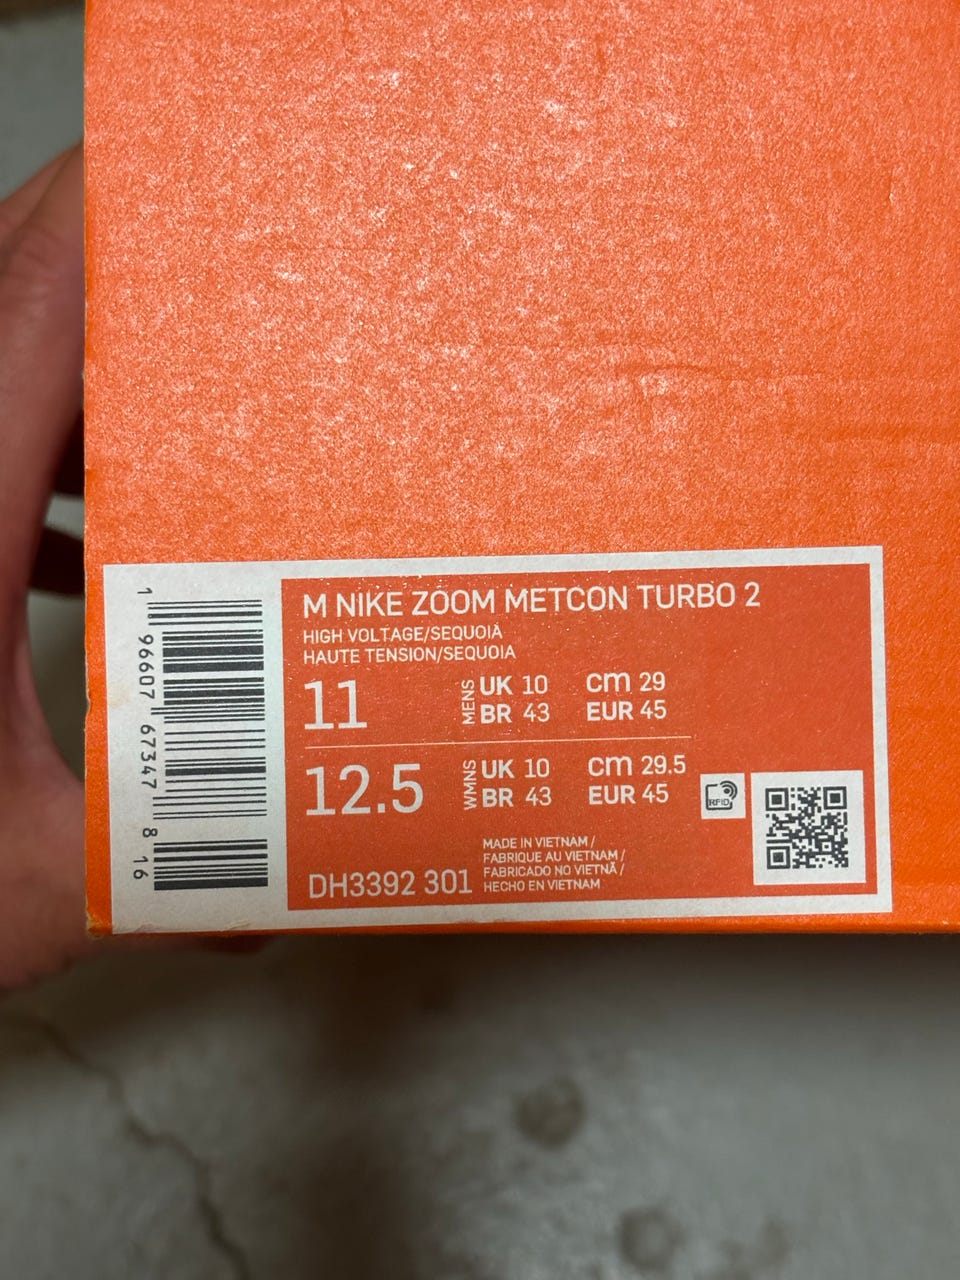 M NIKE ZOOM METCON TURBO 2
HIGH VOLTAGE/SEQUOIA
HAUTE TENSION/SEQUOIA
11 MENS UK 10 cm 29
BR 43 EUR 45
12.5 WMNS UK 10 cm 29.5
BR 43 EUR 45
RFID
MADE IN VIETNAM /
FABRIQUE AU VIETNAM /
FABRICADO NO VIETNÃ /
DH3392 301 HECHO EN VIETNAM
1 96607 67347 8 16